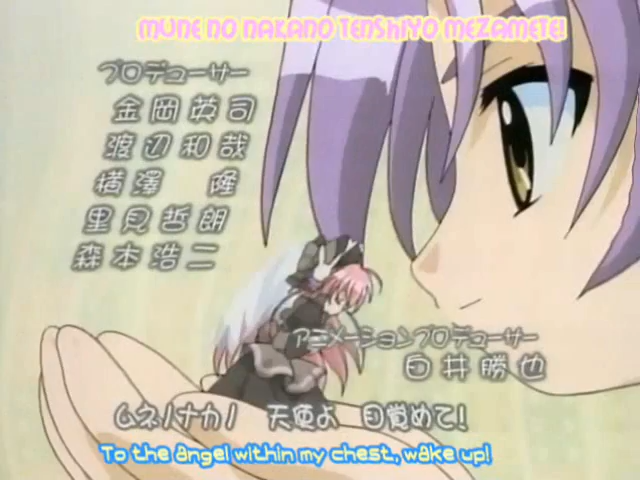 MUNE NO NAKANO TENSHIYO MEZAMETE!
プロデューサー
金岡英司
渡辺和哉
横澤 隆
里見哲朗
森本浩二
アニメーションプロデューサー
白井勝也
ムネノナカノ 天使よ 目覚めて!
To the angel within my chest, wake up!